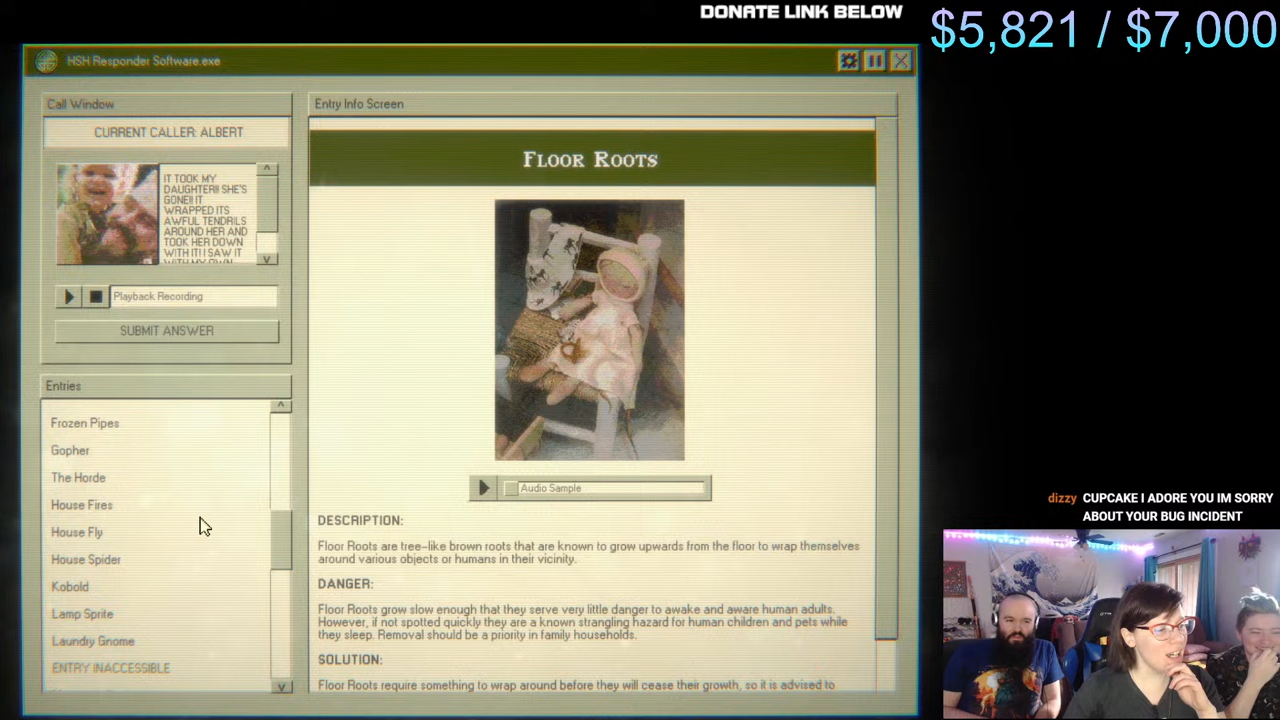 DONATE LINK BELOW
$5,821 / $7,000
HSH Responder Software.exe
Call Window
CURRENT CALLER: ALBERT
IT TOOK MY
DAUGHTER!! SHE'S
GONE!! IT
WRAPPED ITS
AWFUL TENDRILS
AROUND HER AND
TOOK HER DOWN
WITH IT! I SAW IT
WITH MY OWN
Playback Recording
SUBMIT ANSWER
Entries
Frozen Pipes
Gopher
The Horde
House Fires
House Fly
House Spider
Kobold
Lamp Sprite
Laundry Gnome
ENTRY INACCESSIBLE
Entry Info Screen
FLOOR ROOTS
Audio Sample
DESCRIPTION:
Floor Roots are tree-like brown roots that are known to grow upwards from the floor to wrap themselves
around various objects or humans in their vicinity.
DANGER:
Floor Roots grow slow enough that they serve very little danger to awake and aware human adults.
However, if not spotted quickly they are a known strangling hazard for human children and pets while
they sleep. Removal should be a priority in family households.
SOLUTION:
Floor Roots require something to wrap around before they will cease their growth, so it is advised to
dizzy CUPCAKE I ADORE YOU IM SORRY
ABOUT YOUR BUG INCIDENT